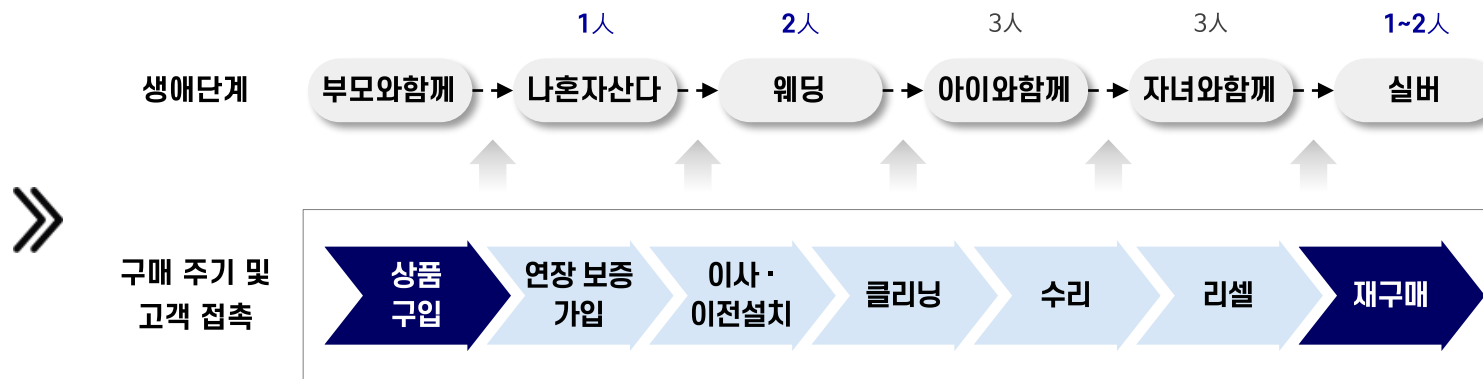 1人 2人 3人 3人 1~2人
생애단계 부모와함께 나혼자산다 웨딩 아이와함께 자녀와함께 실버
구매 주기 및
고객 접촉
상품
구입
연장 보증
가입
이사·
이전설치
클리닝
수리
리셀
재구매